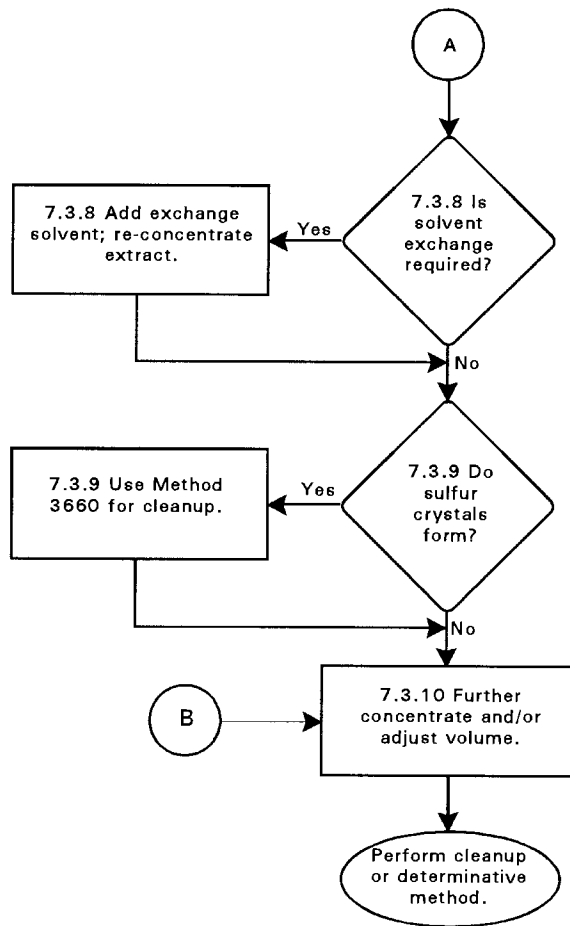 A
7.3.8 Is
solvent
exchange
required?
Yes
7.3.8 Add exchange
solvent; re-concentrate
extract.
No
7.3.9 Do
sulfur
crystals
form?
Yes
7.3.9 Use Method
3660 for cleanup.
No
B
7.3.10 Further
concentrate and/or
adjust volume.
Perform cleanup
or determinative
method.